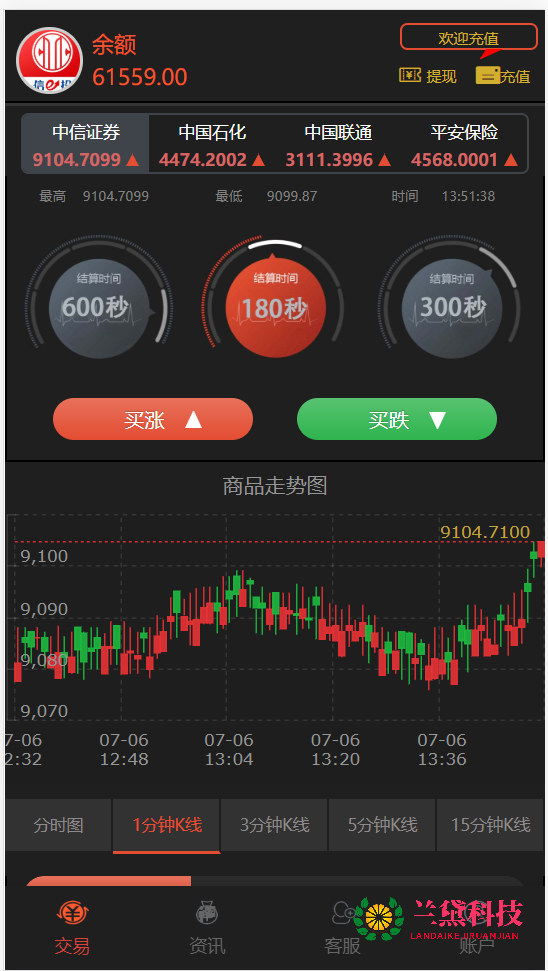 余额
61559.00
欢迎充值
提现
充值
信e投
中信证券 中国石化 中国联通 平安保险
9104.7099 4474.2002 3111.3996 4568.0001
最高 9104.7099 最低 9099.87 时间 13:51:38
结算时间 结算时间 结算时间
600秒 180秒 300秒
买涨 买跌
商品走势图
9104.7100
9,100
9,090
9,080
9,070
7-06 07-06 07-06 07-06 07-06
2:32 12:48 13:04 13:20 13:36
分时图 1分钟K线 3分钟K线 5分钟K线 15分钟K线
交易 资讯 客服 账户
兰黛科技
LANDAIKEJIRUANJIAN